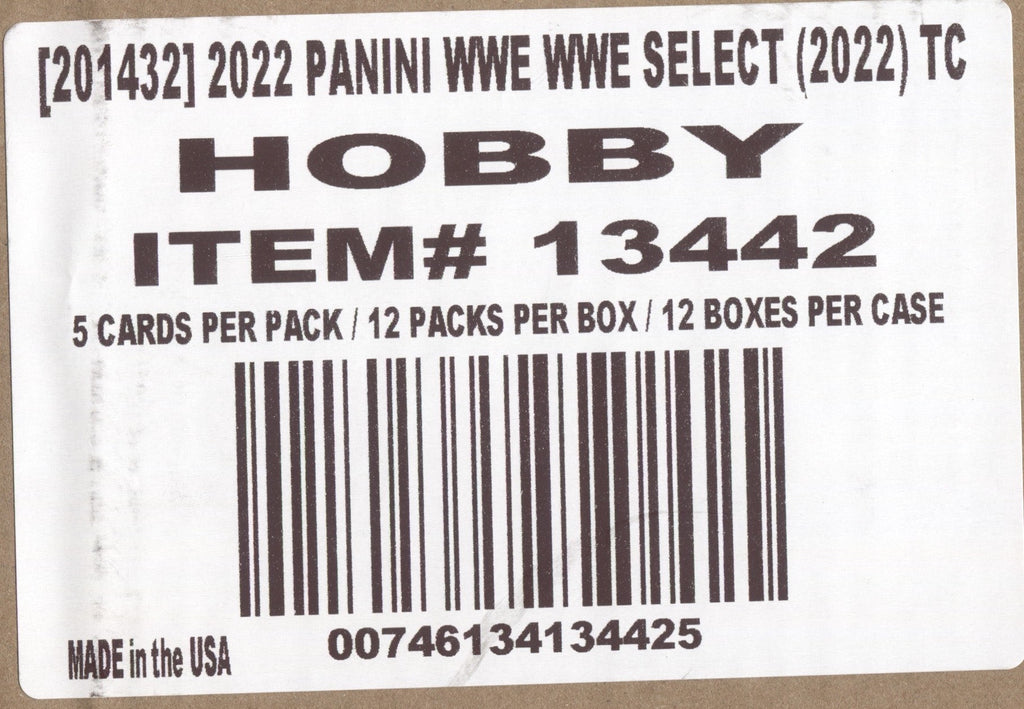 [201432] 2022 PANINI WWE WWE SELECT (2022) TC
HOBBY
ITEM# 13442
5 CARDS PER PACK / 12 PACKS PER BOX / 12 BOXES PER CASE
00746134134425
MADE in the USA